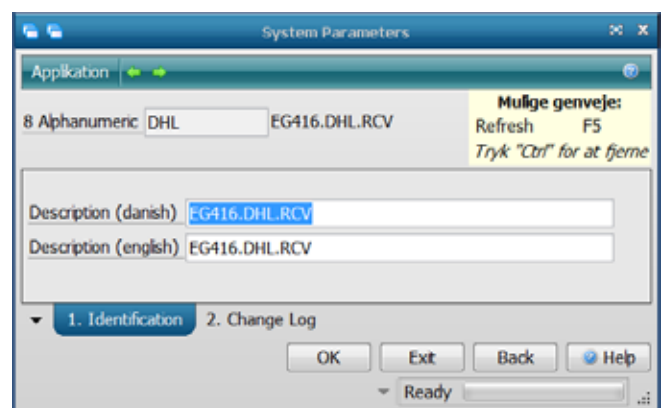 System Parameters
Applikation
8 Alphanumeric DHL EG416.DHL.RCV
Mulige genveje:
Refresh F5
Tryk "Ctrl" for at fjerne
Description (danish) EG416.DHL.RCV
Description (english) EG416.DHL.RCV
1. Identification 2. Change Log
OK Exit Back Help
Ready